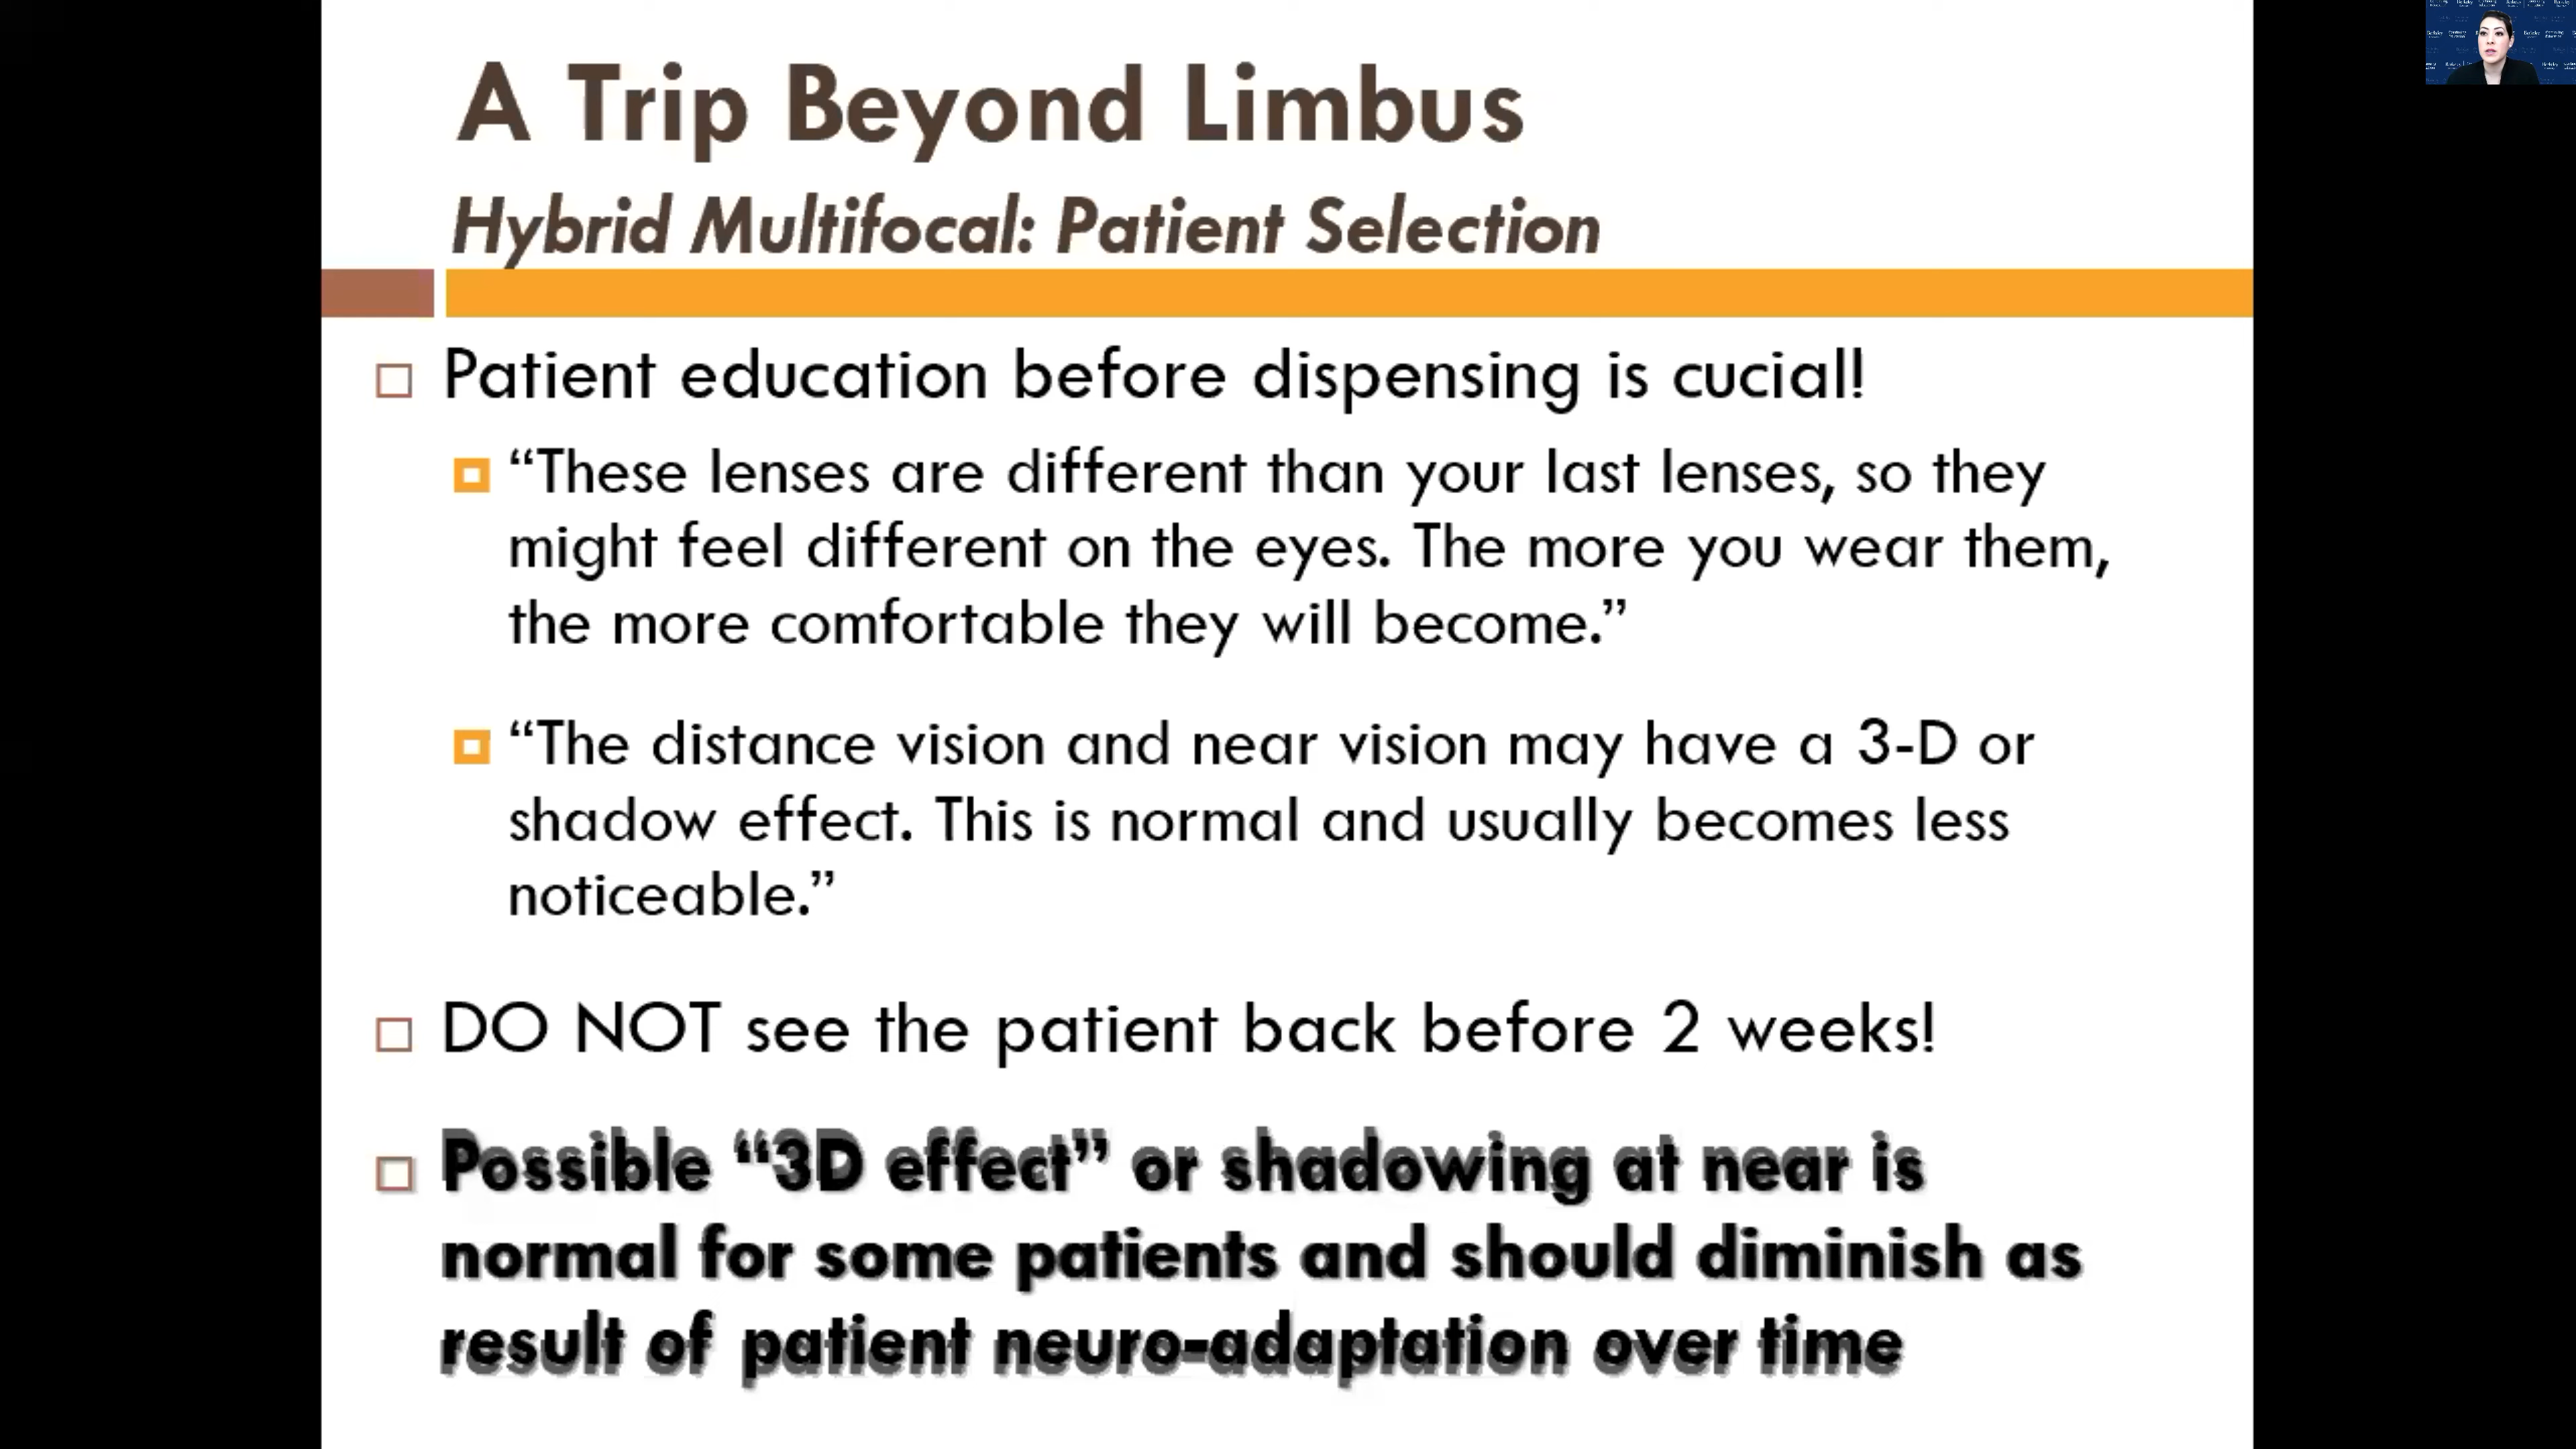 A Trip Beyond Limbus
Hybrid Multifocal: Patient Selection
Patient education before dispensing is cucial!
“These lenses are different than your last lenses, so they
might feel different on the eyes. The more you wear them,
the more comfortable they will become.”
“The distance vision and near vision may have a 3-D or
shadow effect. This is normal and usually becomes less
noticeable.”
DO NOT see the patient back before 2 weeks!
Possible “3D effect” or shadowing at near is
normal for some patients and should diminish as
result of patient neuro-adaptation over time